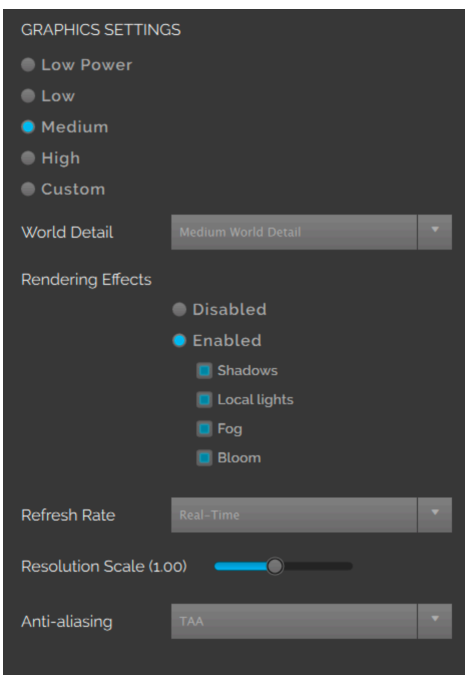 GRAPHICS SETTINGS
Low Power
Low
Medium
High
Custom
World Detail Medium World Detail
Rendering Effects
Disabled
Enabled
Shadows
Local lights
Fog
Bloom
Refresh Rate Real-Time
Resolution Scale (1.00)
Anti-aliasing TAA